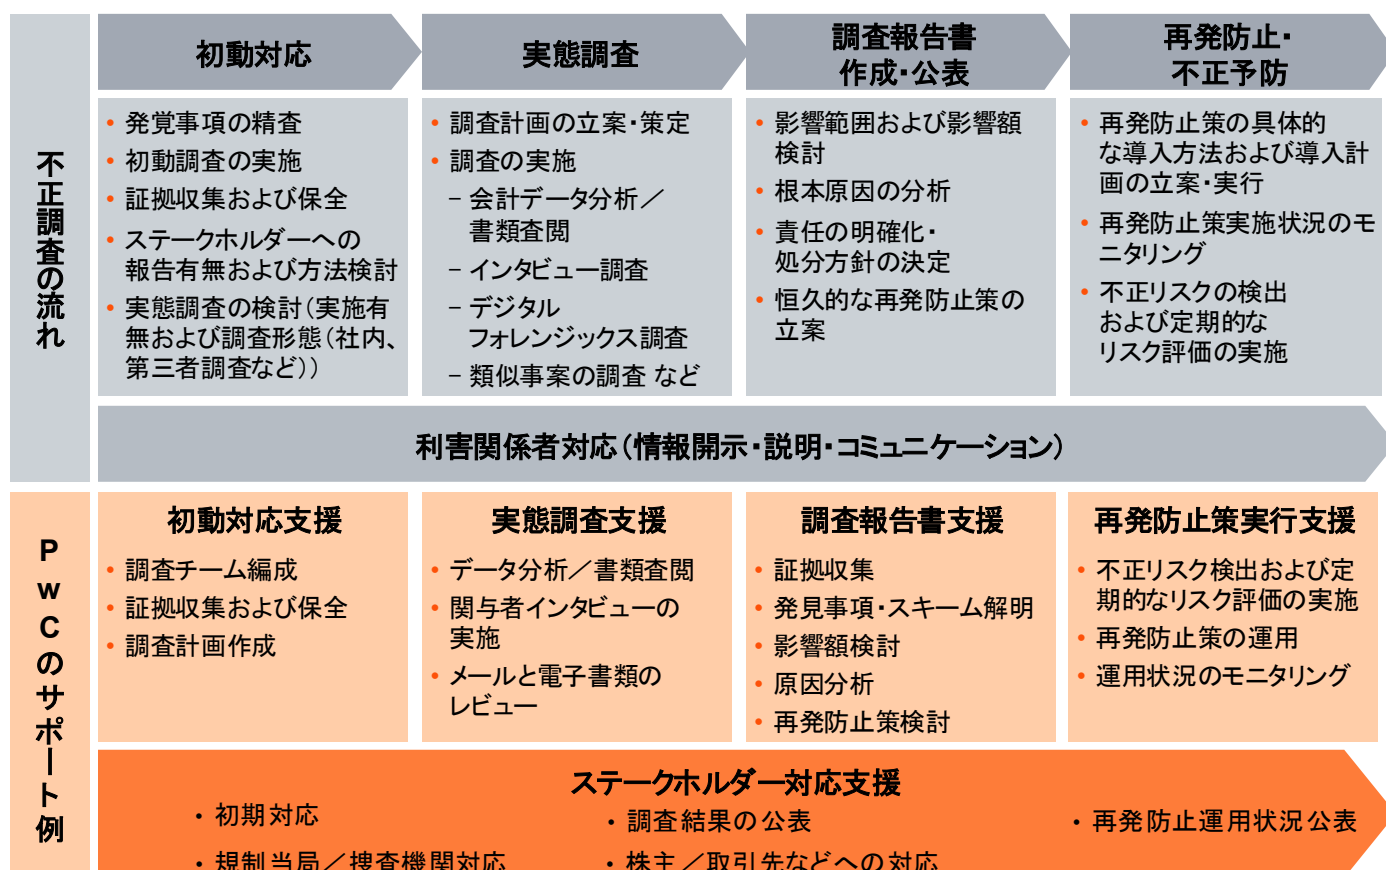 不正調査の流れ
初動対応
実態調査
調査報告書
作成・公表
再発防止・
不正予防
• 発覚事項の精査
• 初動調査の実施
• 証拠収集および保全
• ステークホルダーへの
報告有無および方法検討
• 実態調査の検討（実施有
無および調査形態（社内、
第三者調査など））
• 調査計画の立案・策定
• 調査の実施
– 会計データ分析／
書類査閲
– インタビュー調査
– デジタル
フォレンジックス調査
– 類似事案の調査 など
• 影響範囲および影響額
検討
• 根本原因の分析
• 責任の明確化・
処分方針の決定
• 恒久的な再発防止策の
立案
• 再発防止策の具体的
な導入方法および導入計
画の立案・実行
• 再発防止策実施状況のモ
ニタリング
• 不正リスクの検出
および定期的な
リスク評価の実施
利害関係者対応（情報開示・説明・コミュニケーション）
PwCのサポート例
初動対応支援
• 調査チーム編成
• 証拠収集および保全
• 調査計画作成
実態調査支援
• データ分析／書類査閲
• 関与者インタビューの
実施
• メールと電子書類の
レビュー
調査報告書支援
• 証拠収集
• 発見事項・スキーム解明
• 影響額検討
• 原因分析
• 再発防止策検討
再発防止策実行支援
• 不正リスク検出および定
期的なリスク評価の実施
• 再発防止策の運用
• 運用状況のモニタリング
ステークホルダー対応支援
• 初期対応
• 規制当局／捜査機関対応
• 調査結果の公表
• 株主／取引先などへの対応
• 再発防止運用状況公表